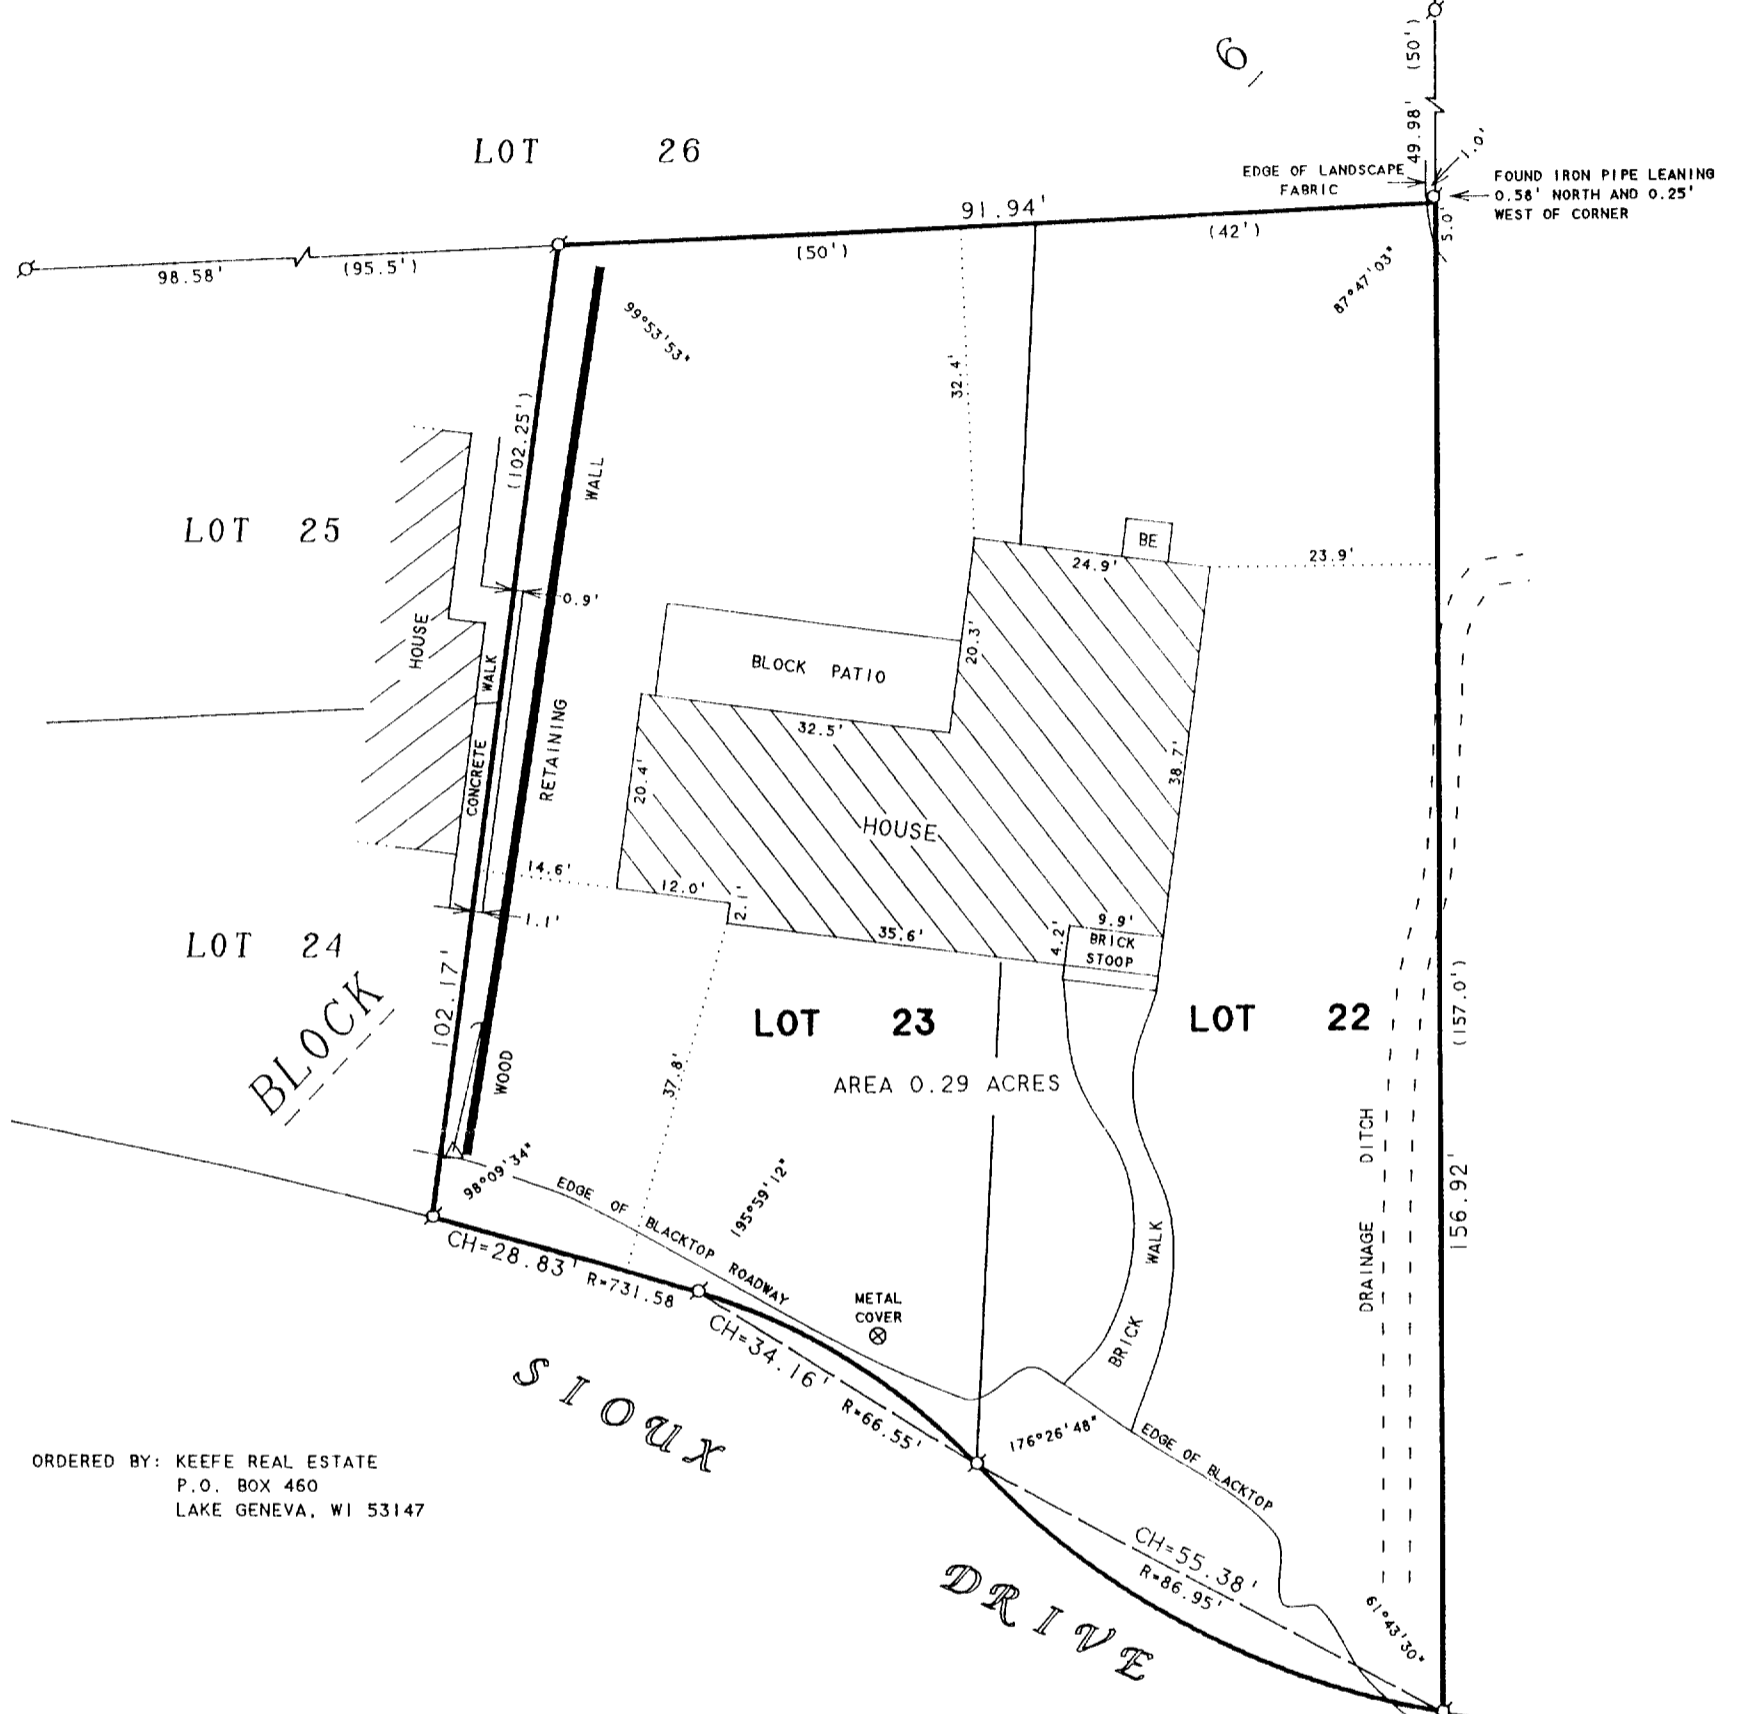 6
(50')
49.98'
1.0'
LOT 26
EDGE OF LANDSCAPE
FABRIC
FOUND IRON PIPE LEANING
0.58' NORTH AND 0.25'
WEST OF CORNER
91.94'
(50')
(42')
5.0'
98.58'
(95.5')
87°47'03"
99°53'53"
32.4'
(102.25')
WALL
LOT 25
BE
24.9'
23.9'
0.9'
HOUSE
WALK
BLOCK PATIO
20.3'
32.5'
RETAINING
CONCRETE
20.4'
38.7'
HOUSE
14.6'
12.0'
2.1'
1.1'
35.6'
4.2'
9.9'
BRICK
STOOP
LOT 24
102.17'
BLOCK
LOT 23
LOT 22
(157.0')
AREA 0.29 ACRES
WOOD
37.8'
DRAINAGE DITCH
156.92'
98°09'34"
195°59'12"
EDGE OF BLACKTOP ROADWAY
BRICK WALK
CH=28.83'
R=731.58
METAL
COVER
CH=34.16'
R=66.55'
176°26'48"
EDGE OF BLACKTOP
SIOUX
ORDERED BY: KEEFE REAL ESTATE
P.O. BOX 460
LAKE GENEVA, WI 53147
CH=55.38'
R=86.95'
61°43'30"
DRIVE